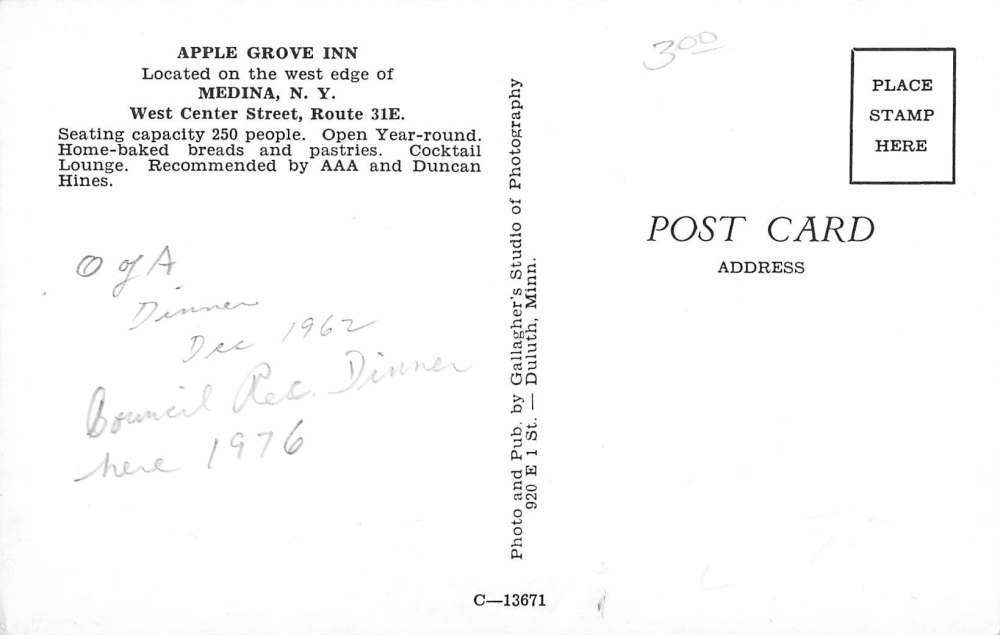 APPLE GROVE INN
Located on the west edge of
MEDINA, N. Y.
West Center Street, Route 31E.
Seating capacity 250 people. Open Year-round.
Home-baked breads and pastries. Cocktail
Lounge. Recommended by AAA and Duncan
Hines.
O of A
Dinner
Dec 1962
Council Rec. Dinner
here 1976
Photo and Pub. by Gallagher's Studio of Photography
920 E 1 St. — Duluth, Minn.
C—13671
3.00
PLACE
STAMP
HERE
POST CARD
ADDRESS